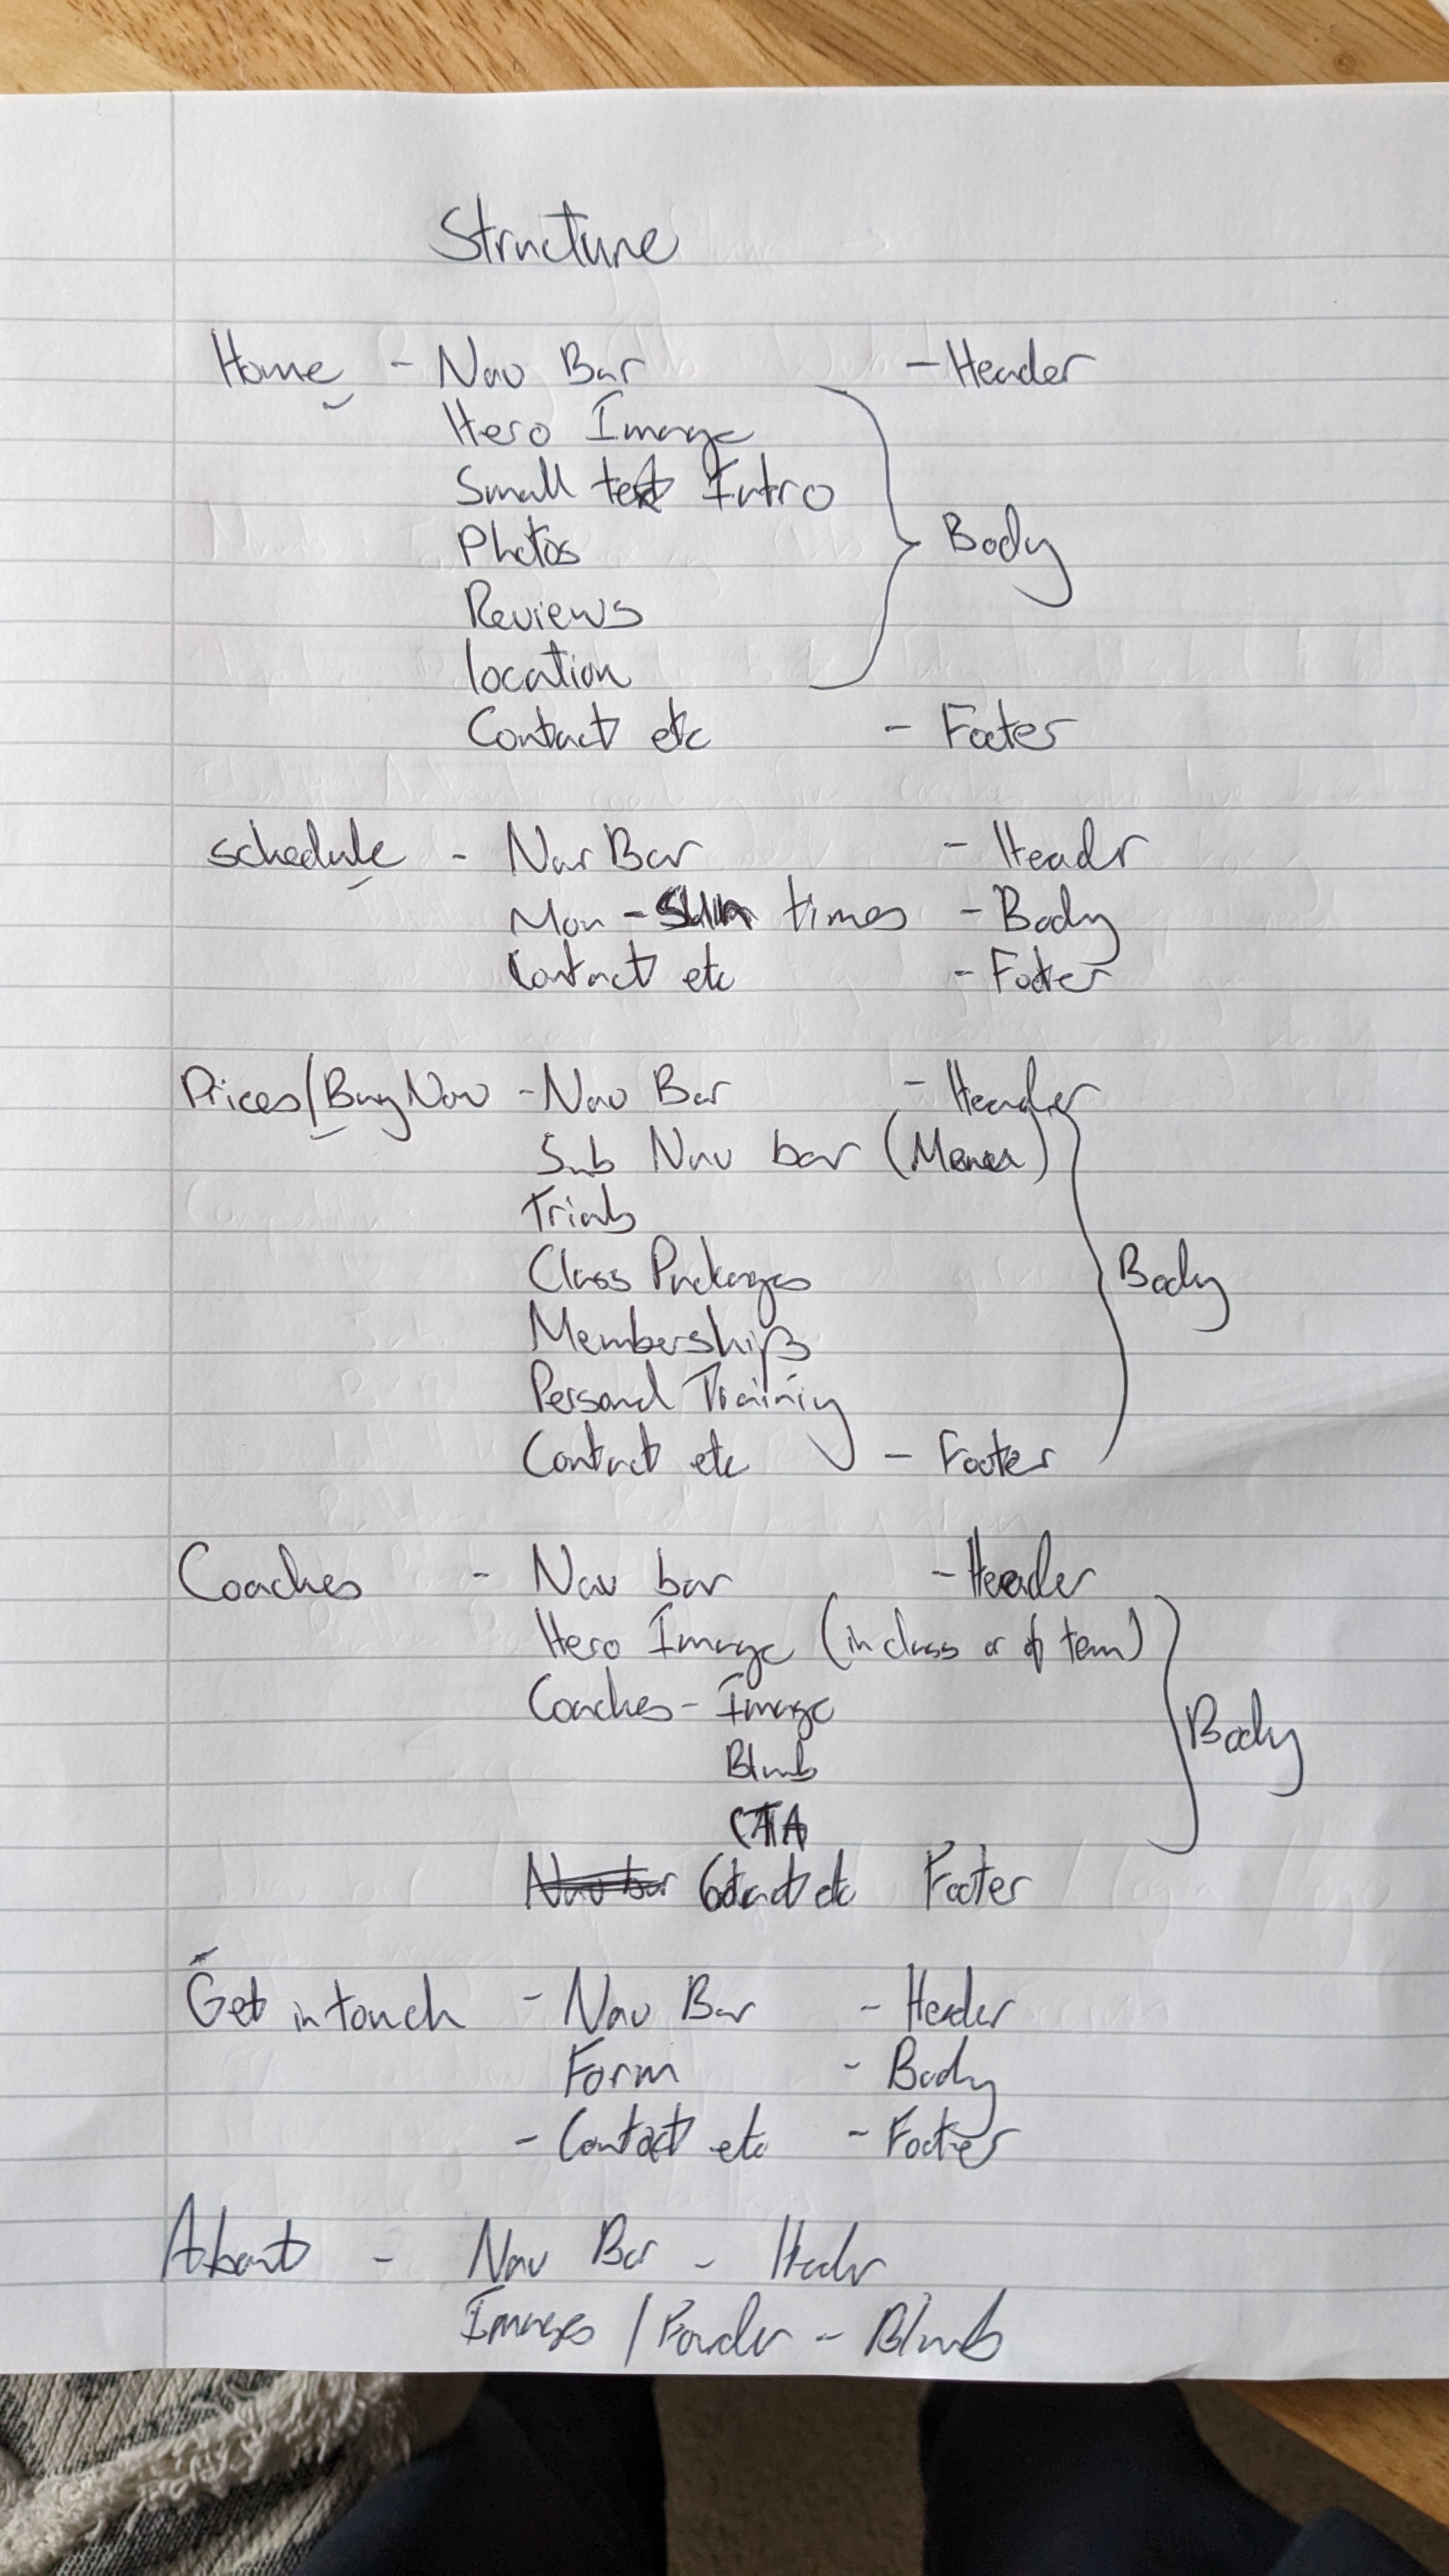 Structure
Home - Nav Bar - Header
Hero Image
Small text Intro
Photos
Reviews
Body
location
Contact etc - Footer
Schedule - Nav Bar - Header
Mon - Sun times - Body
Contact etc - Footer
Prices/Buy Now - Nav Bar - Header
Sub Nav bar (Menu)
Trials
Class Packages
Body
Memberships
Personal Training
Contact etc - Footer
Coaches - Nav bar - Header
Hero Image (in class or of team)
Coaches - Image
Body
Blurb
CTA
Nav bar Contact etc Footer
Get in touch - Nav Bar - Header
Form - Body
- Contact etc - Footer
About - Nav Bar - Header
Images / Founder - Blurb